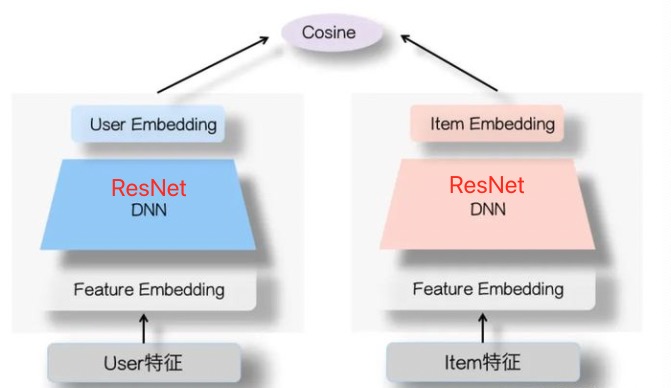 Cosine
User Embedding
Item Embedding
ResNet
DNN
ResNet
DNN
Feature Embedding
Feature Embedding
User特征
Item特征